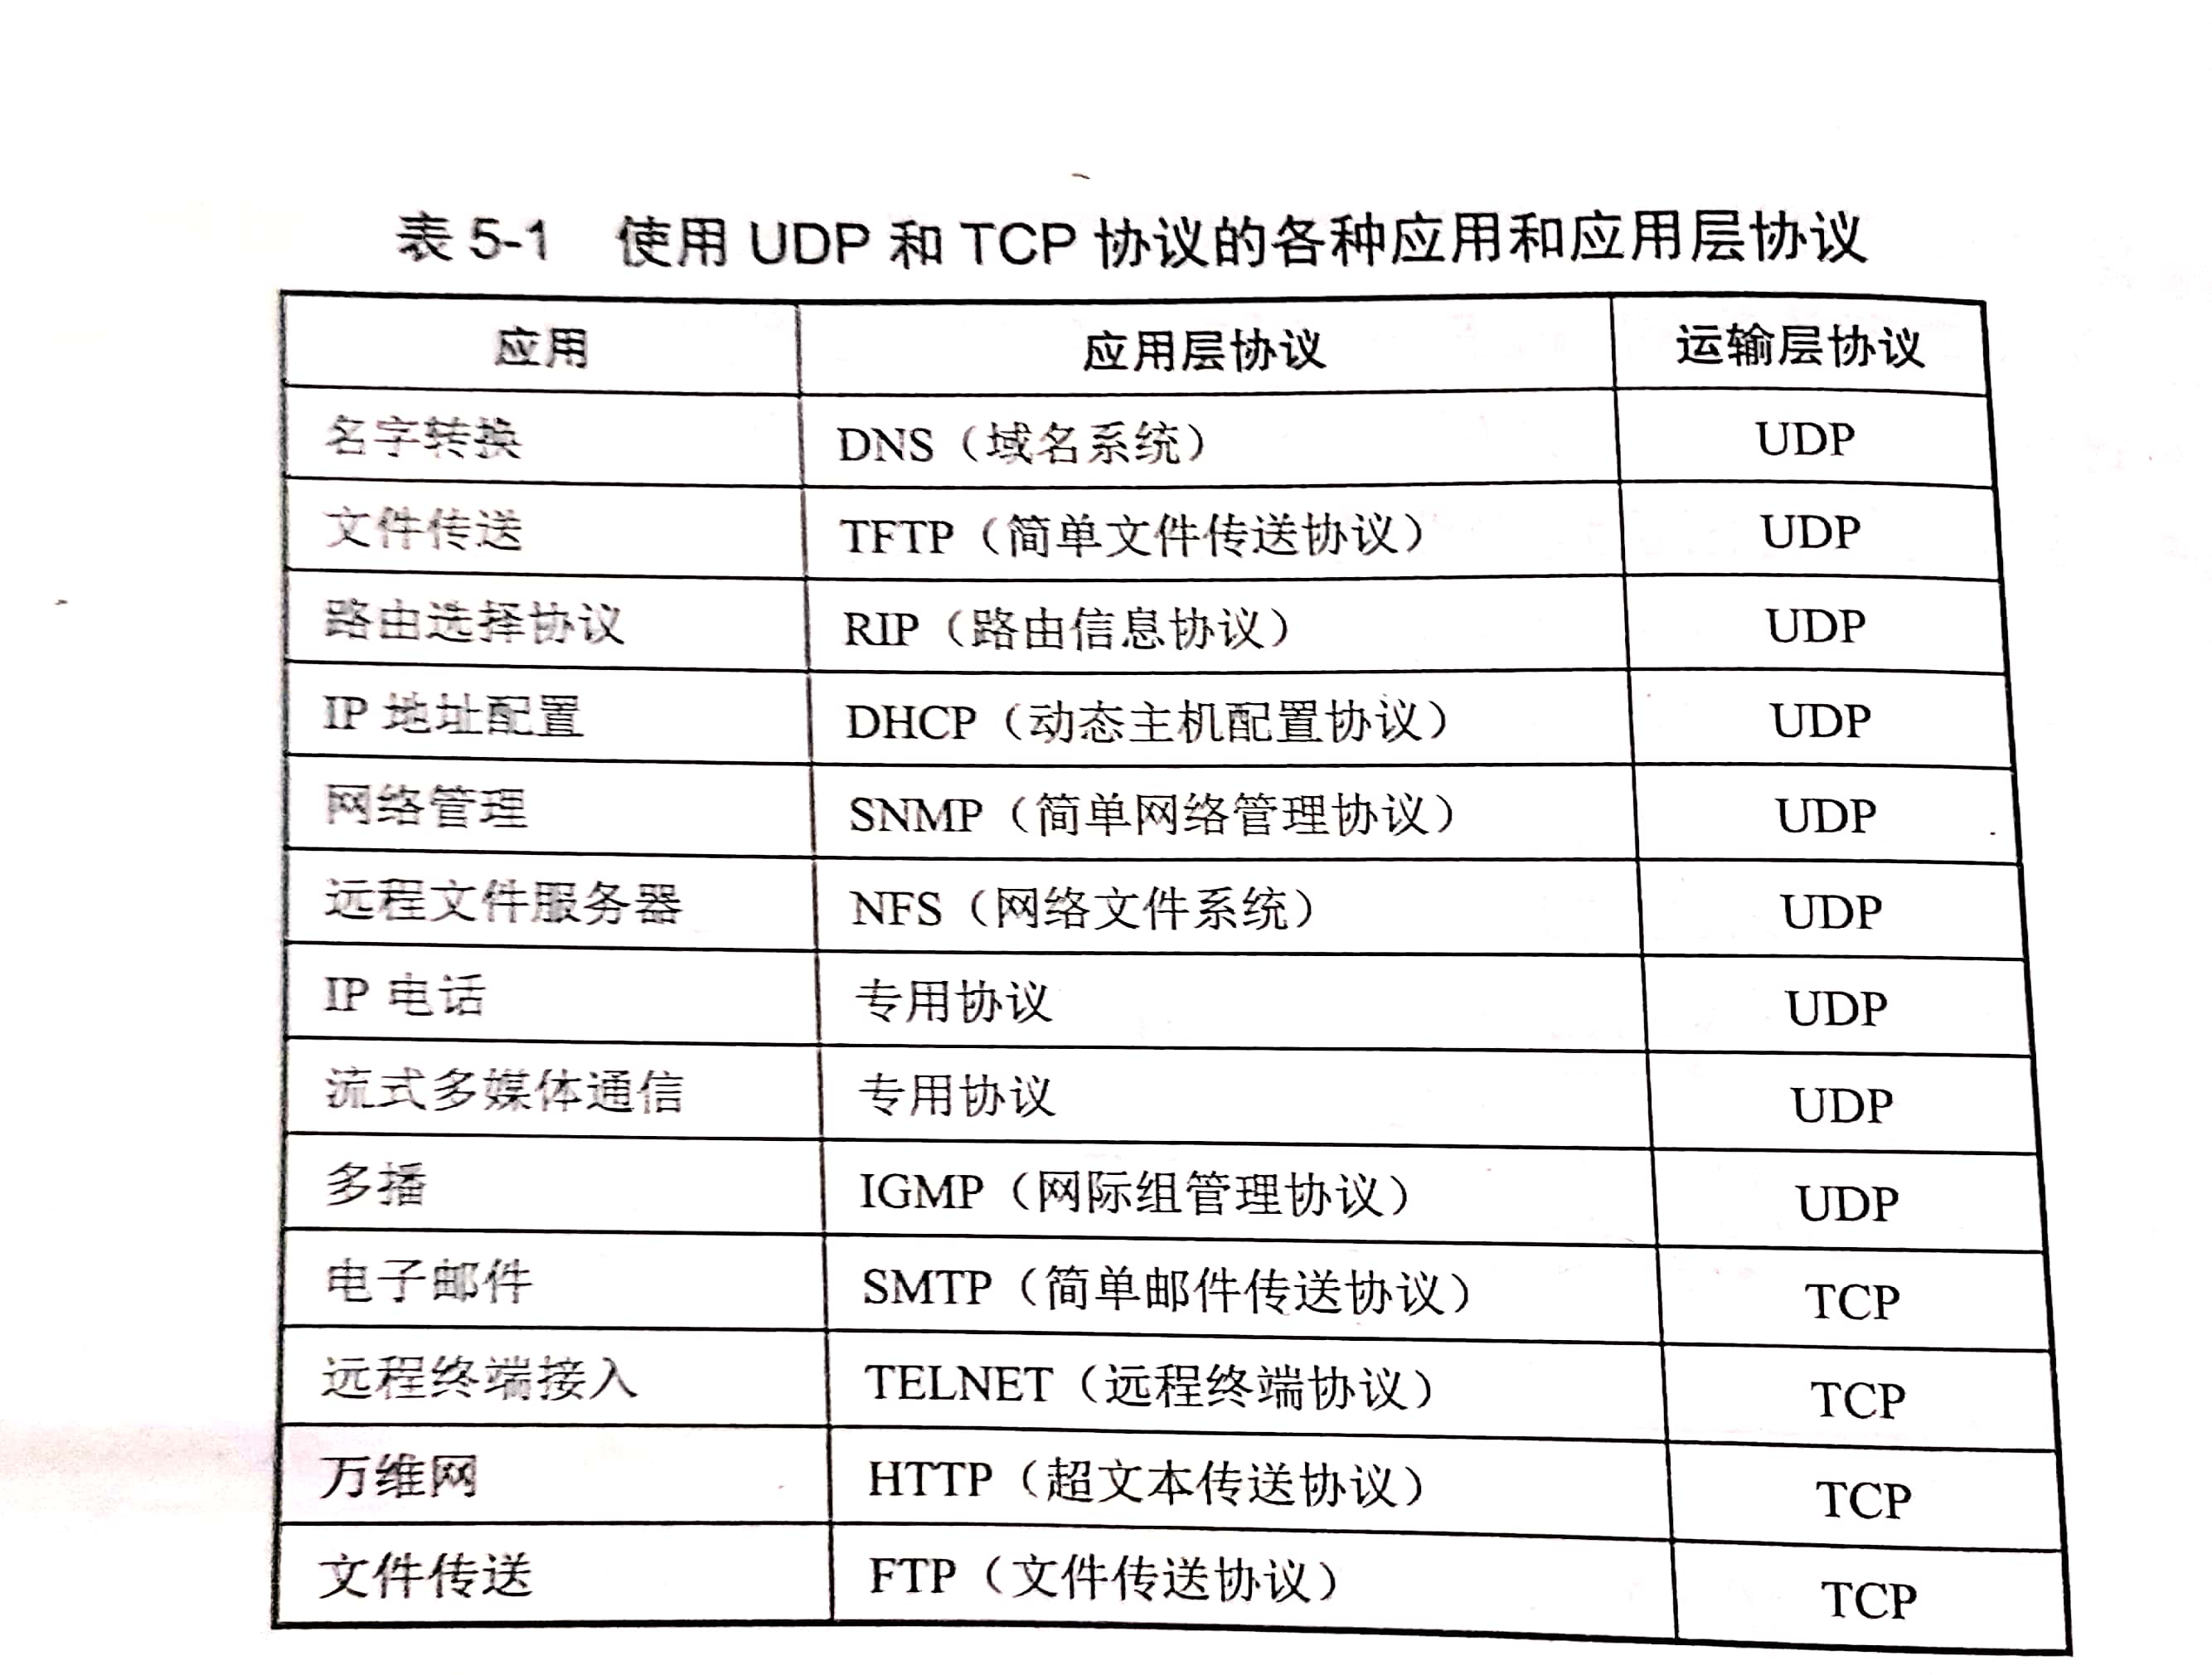 表 5-1 使用 UDP 和 TCP 协议的各种应用和应用层协议
应用 应用层协议 运输层协议
名字转换 DNS（域名系统） UDP
文件传送 TFTP（简单文件传送协议） UDP
路由选择协议 RIP（路由信息协议） UDP
IP 地址配置 DHCP（动态主机配置协议） UDP
网络管理 SNMP（简单网络管理协议） UDP
远程文件服务器 NFS（网络文件系统） UDP
IP 电话 专用协议 UDP
流式多媒体通信 专用协议 UDP
多播 IGMP（网际组管理协议） UDP
电子邮件 SMTP（简单邮件传送协议） TCP
远程终端接入 TELNET（远程终端协议） TCP
万维网 HTTP（超文本传送协议） TCP
文件传送 FTP（文件传送协议） TCP